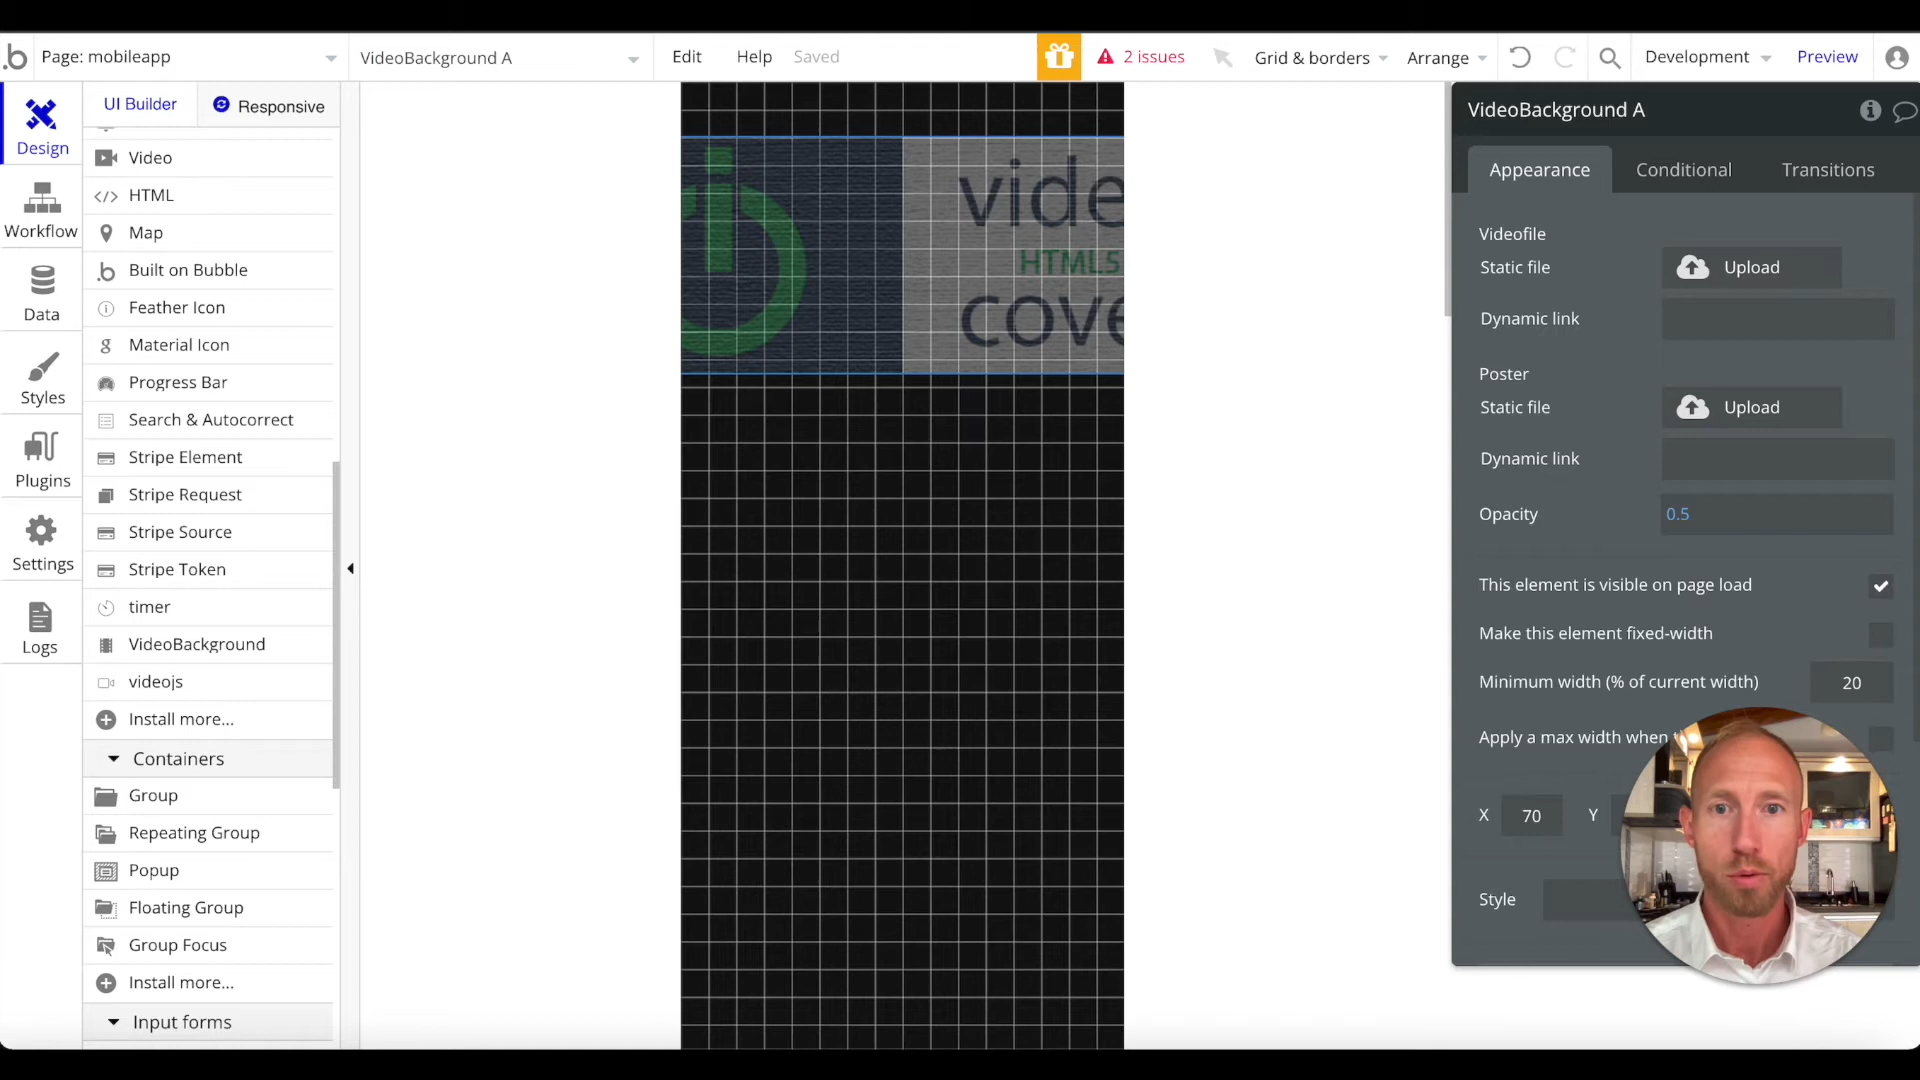 .b
Page: mobileapp
VideoBackground A
Edit
Help
Saved
2 issues
Grid & borders
Arrange
Development
Preview
Design
Workflow
Data
Styles
Plugins
Settings
Logs
UI Builder
Responsive
Video
HTML
Map
Built on Bubble
Feather Icon
Material Icon
Progress Bar
Search & Autocorrect
Stripe Element
Stripe Request
Stripe Source
Stripe Token
timer
VideoBackground
videojs
Install more...
Containers
Group
Repeating Group
Popup
Floating Group
Group Focus
Install more...
Input forms
vide
HTML5
cove
VideoBackground A
Appearance
Conditional
Transitions
Videofile
Static file
Upload
Dynamic link
Poster
Static file
Upload
Dynamic link
Opacity
0.5
This element is visible on page load
Make this element fixed-width
Minimum width (% of current width)
20
Apply a max width when
X
70
Y
Style